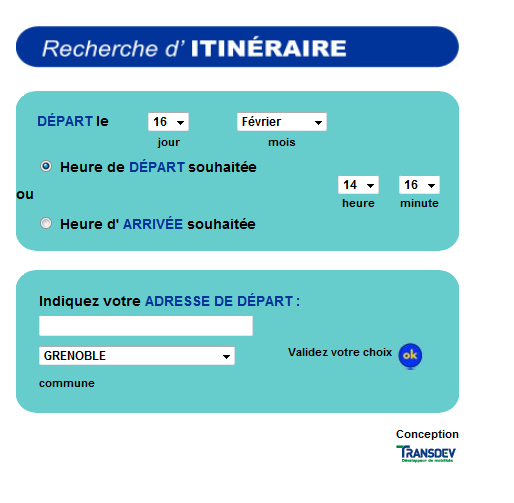 Recherche d' ITINÉRAIRE
DÉPART le 16 Février
jour mois
Heure de DÉPART souhaitée
ou
14 16
heure minute
Heure d' ARRIVÉE souhaitée
Indiquez votre ADRESSE DE DÉPART :
GRENOBLE
Validez votre choix ok
commune
Conception
TRANSDEV
Développeur de mobilités